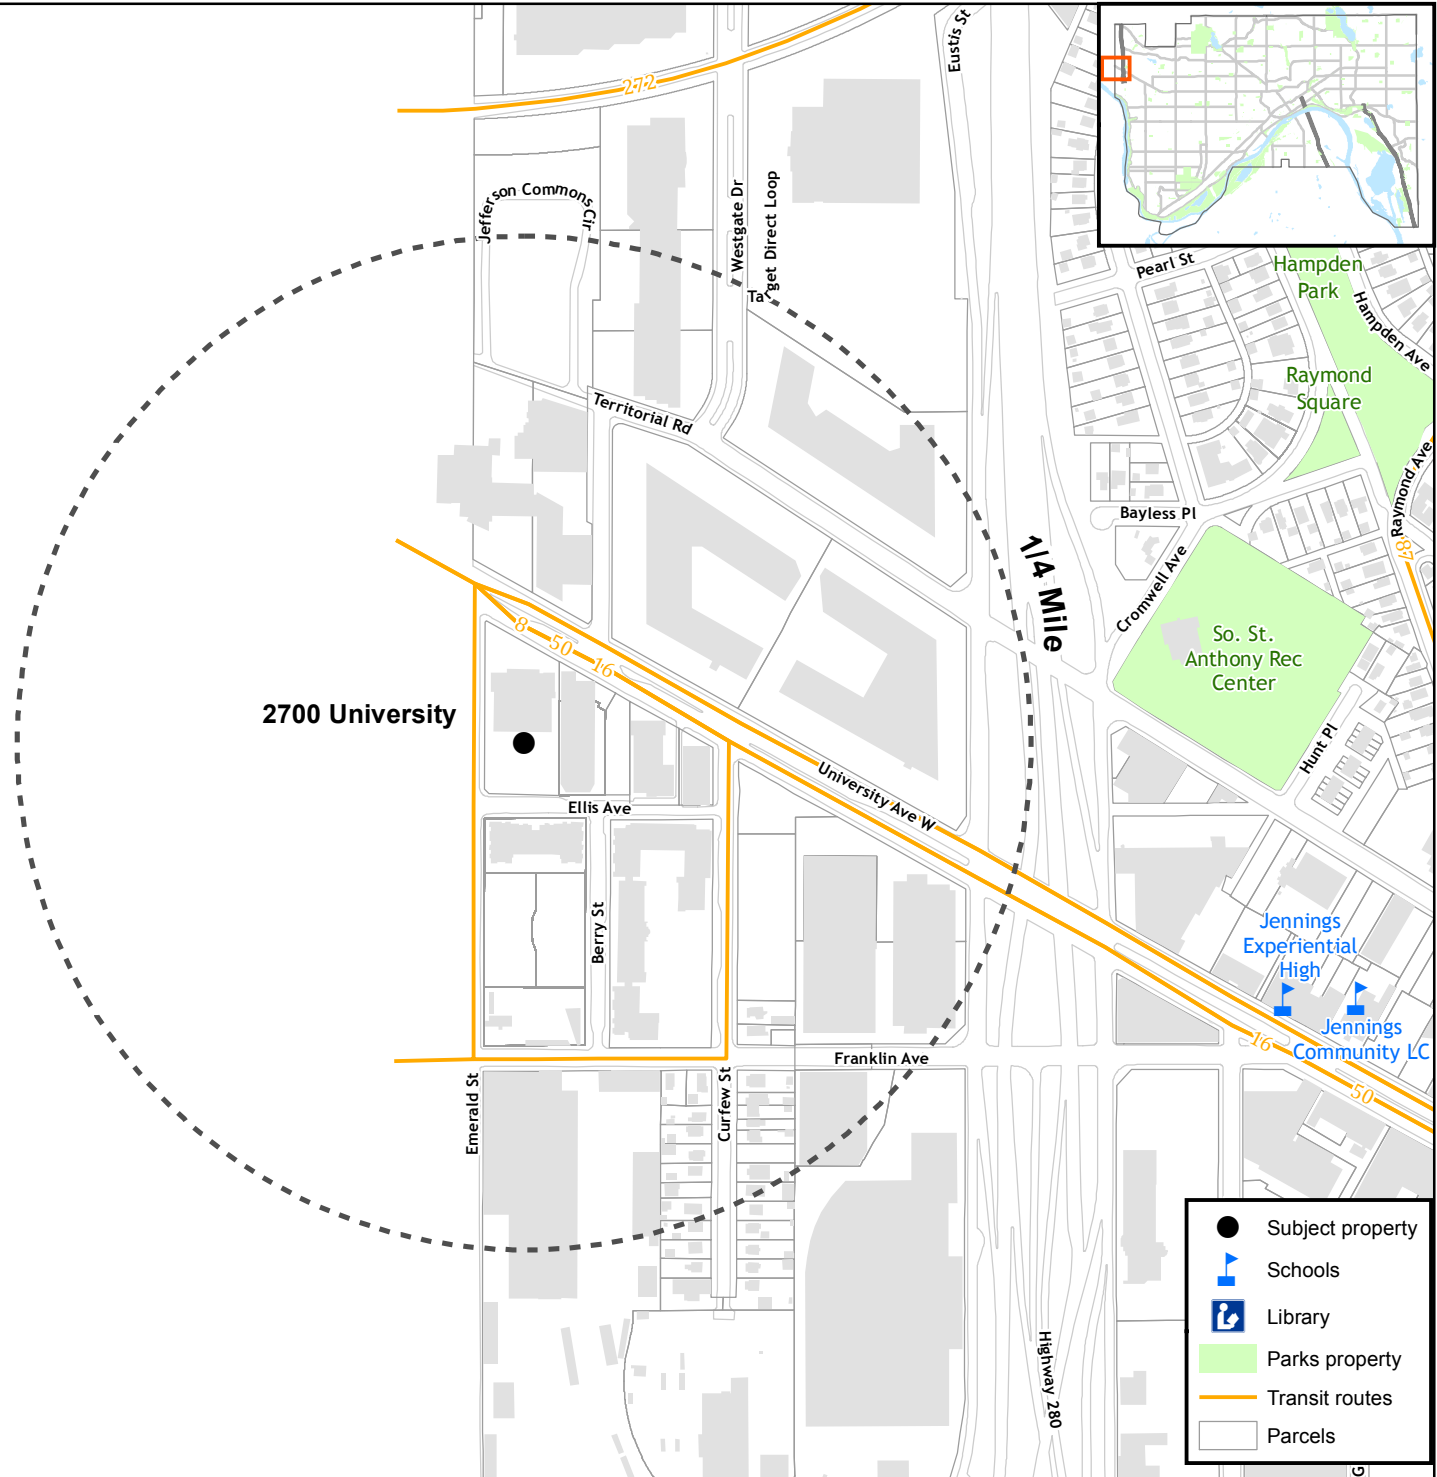 Eustis St
272
Jefferson Commons Cir
Westgate Dr
Target Direct Loop
Pearl St
Hampden
Park
Hampden Ave
Raymond
Square
Territorial Rd
Raymond Ave
Bayless Pl
87
1/4 Mile
Cromwell Ave
8
50
16
So. St.
Anthony Rec
Center
2700 University
Hunt Pl
University Ave W
Ellis Ave
Berry St
Jennings
Experiential
High
Jennings
Community LC
16
50
Franklin Ave
Emerald St
Curfew St
Highway 280
Subject property
Schools
Library
Parks property
Transit routes
Parcels
G